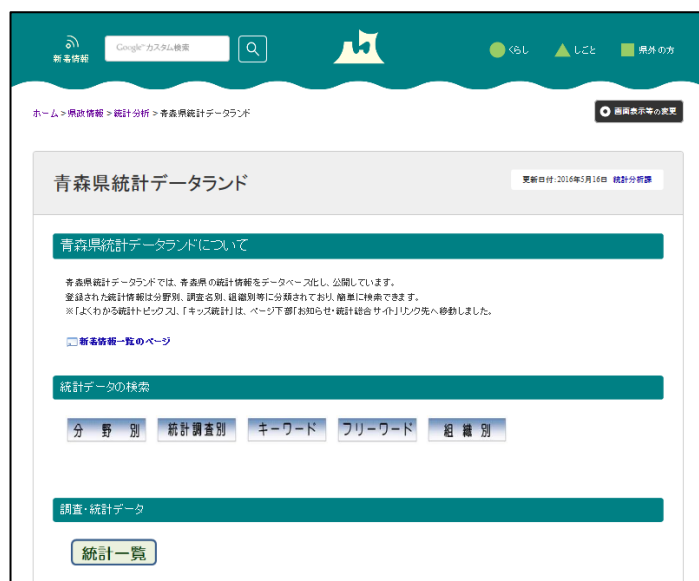 新着情報
Google カスタム検索
くらし
しごと
県外の方
ホーム > 県政情報 > 統計分析 > 青森県統計データランド
画面表示等の変更
青森県統計データランド
更新日付:2016年5月16日 統計分析課
青森県統計データランドについて
青森県統計データランドでは、青森県の統計情報をデータベース化し、公開しています。
登録された統計情報は分野別、調査名別、組織別等に分類されており、簡単に検索できます。
※「よくわかる統計トピックス」、「キッズ統計」は、ページ下部「お知らせ・統計総合サイト」リンク先へ移動しました。
新着情報一覧のページ
統計データの検索
分 野 別
統計調査別
キーワード
フリーワード
組 織 別
調査・統計データ
統計一覧